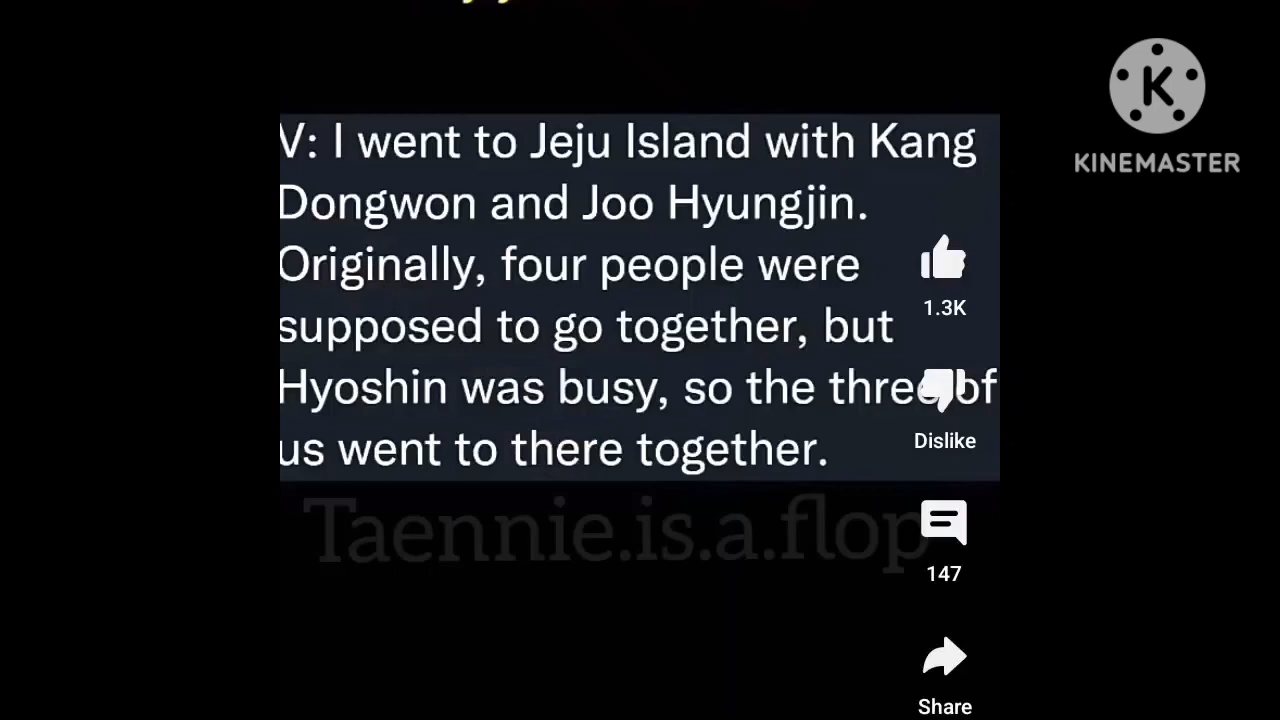 V: I went to Jeju Island with Kang
Dongwon and Joo Hyungjin.
Originally, four people were
supposed to go together, but
Hyoshin was busy, so the three of
us went to there together.
Taennie.is.a.flop
KINEMASTER
1.3K
Dislike
147
Share